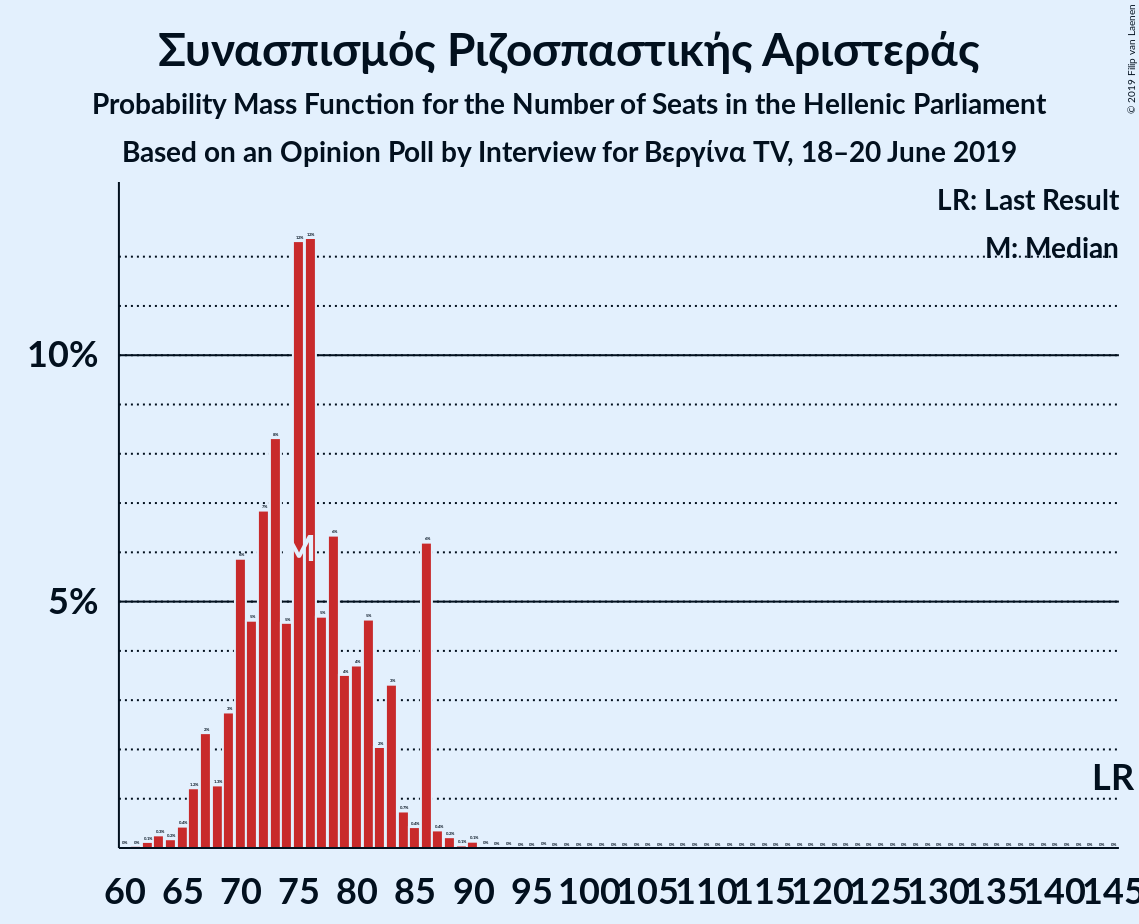 Συνασπισμός Ριζοσπαστικής Αριστεράς
Probability Mass Function for the Number of Seats in the Hellenic Parliament
Based on an Opinion Poll by Interview for Βεργίνα TV, 18–20 June 2019
© 2019 Filip van Laenen
LR: Last Result
M: Median
10%
5%
M
LR
60 65 70 75 80 85 90 95 100 105 110 115 120 125 130 135 140 145